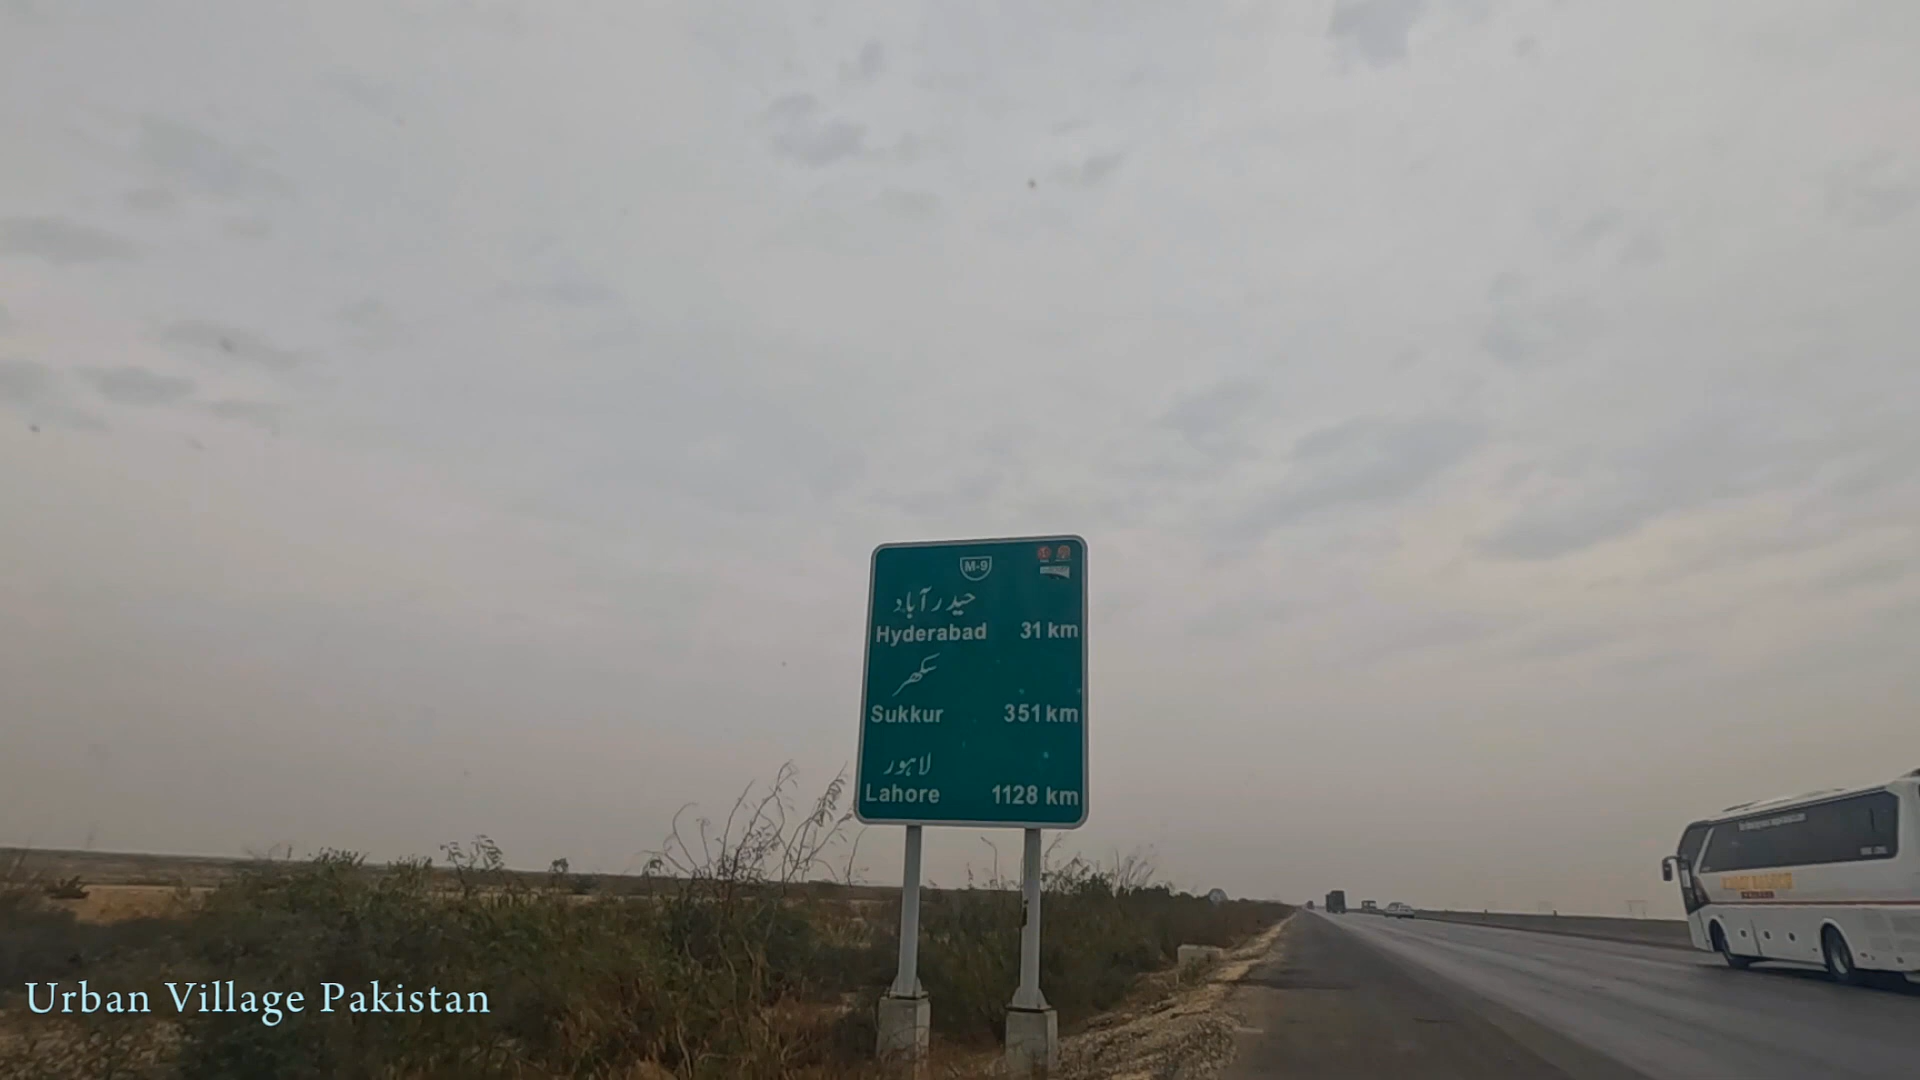 M-9
حیدرآباد
Hyderabad 31 km
سکھر
Sukkur 351 km
لاہور
Lahore 1128 km
Urban Village Pakistan